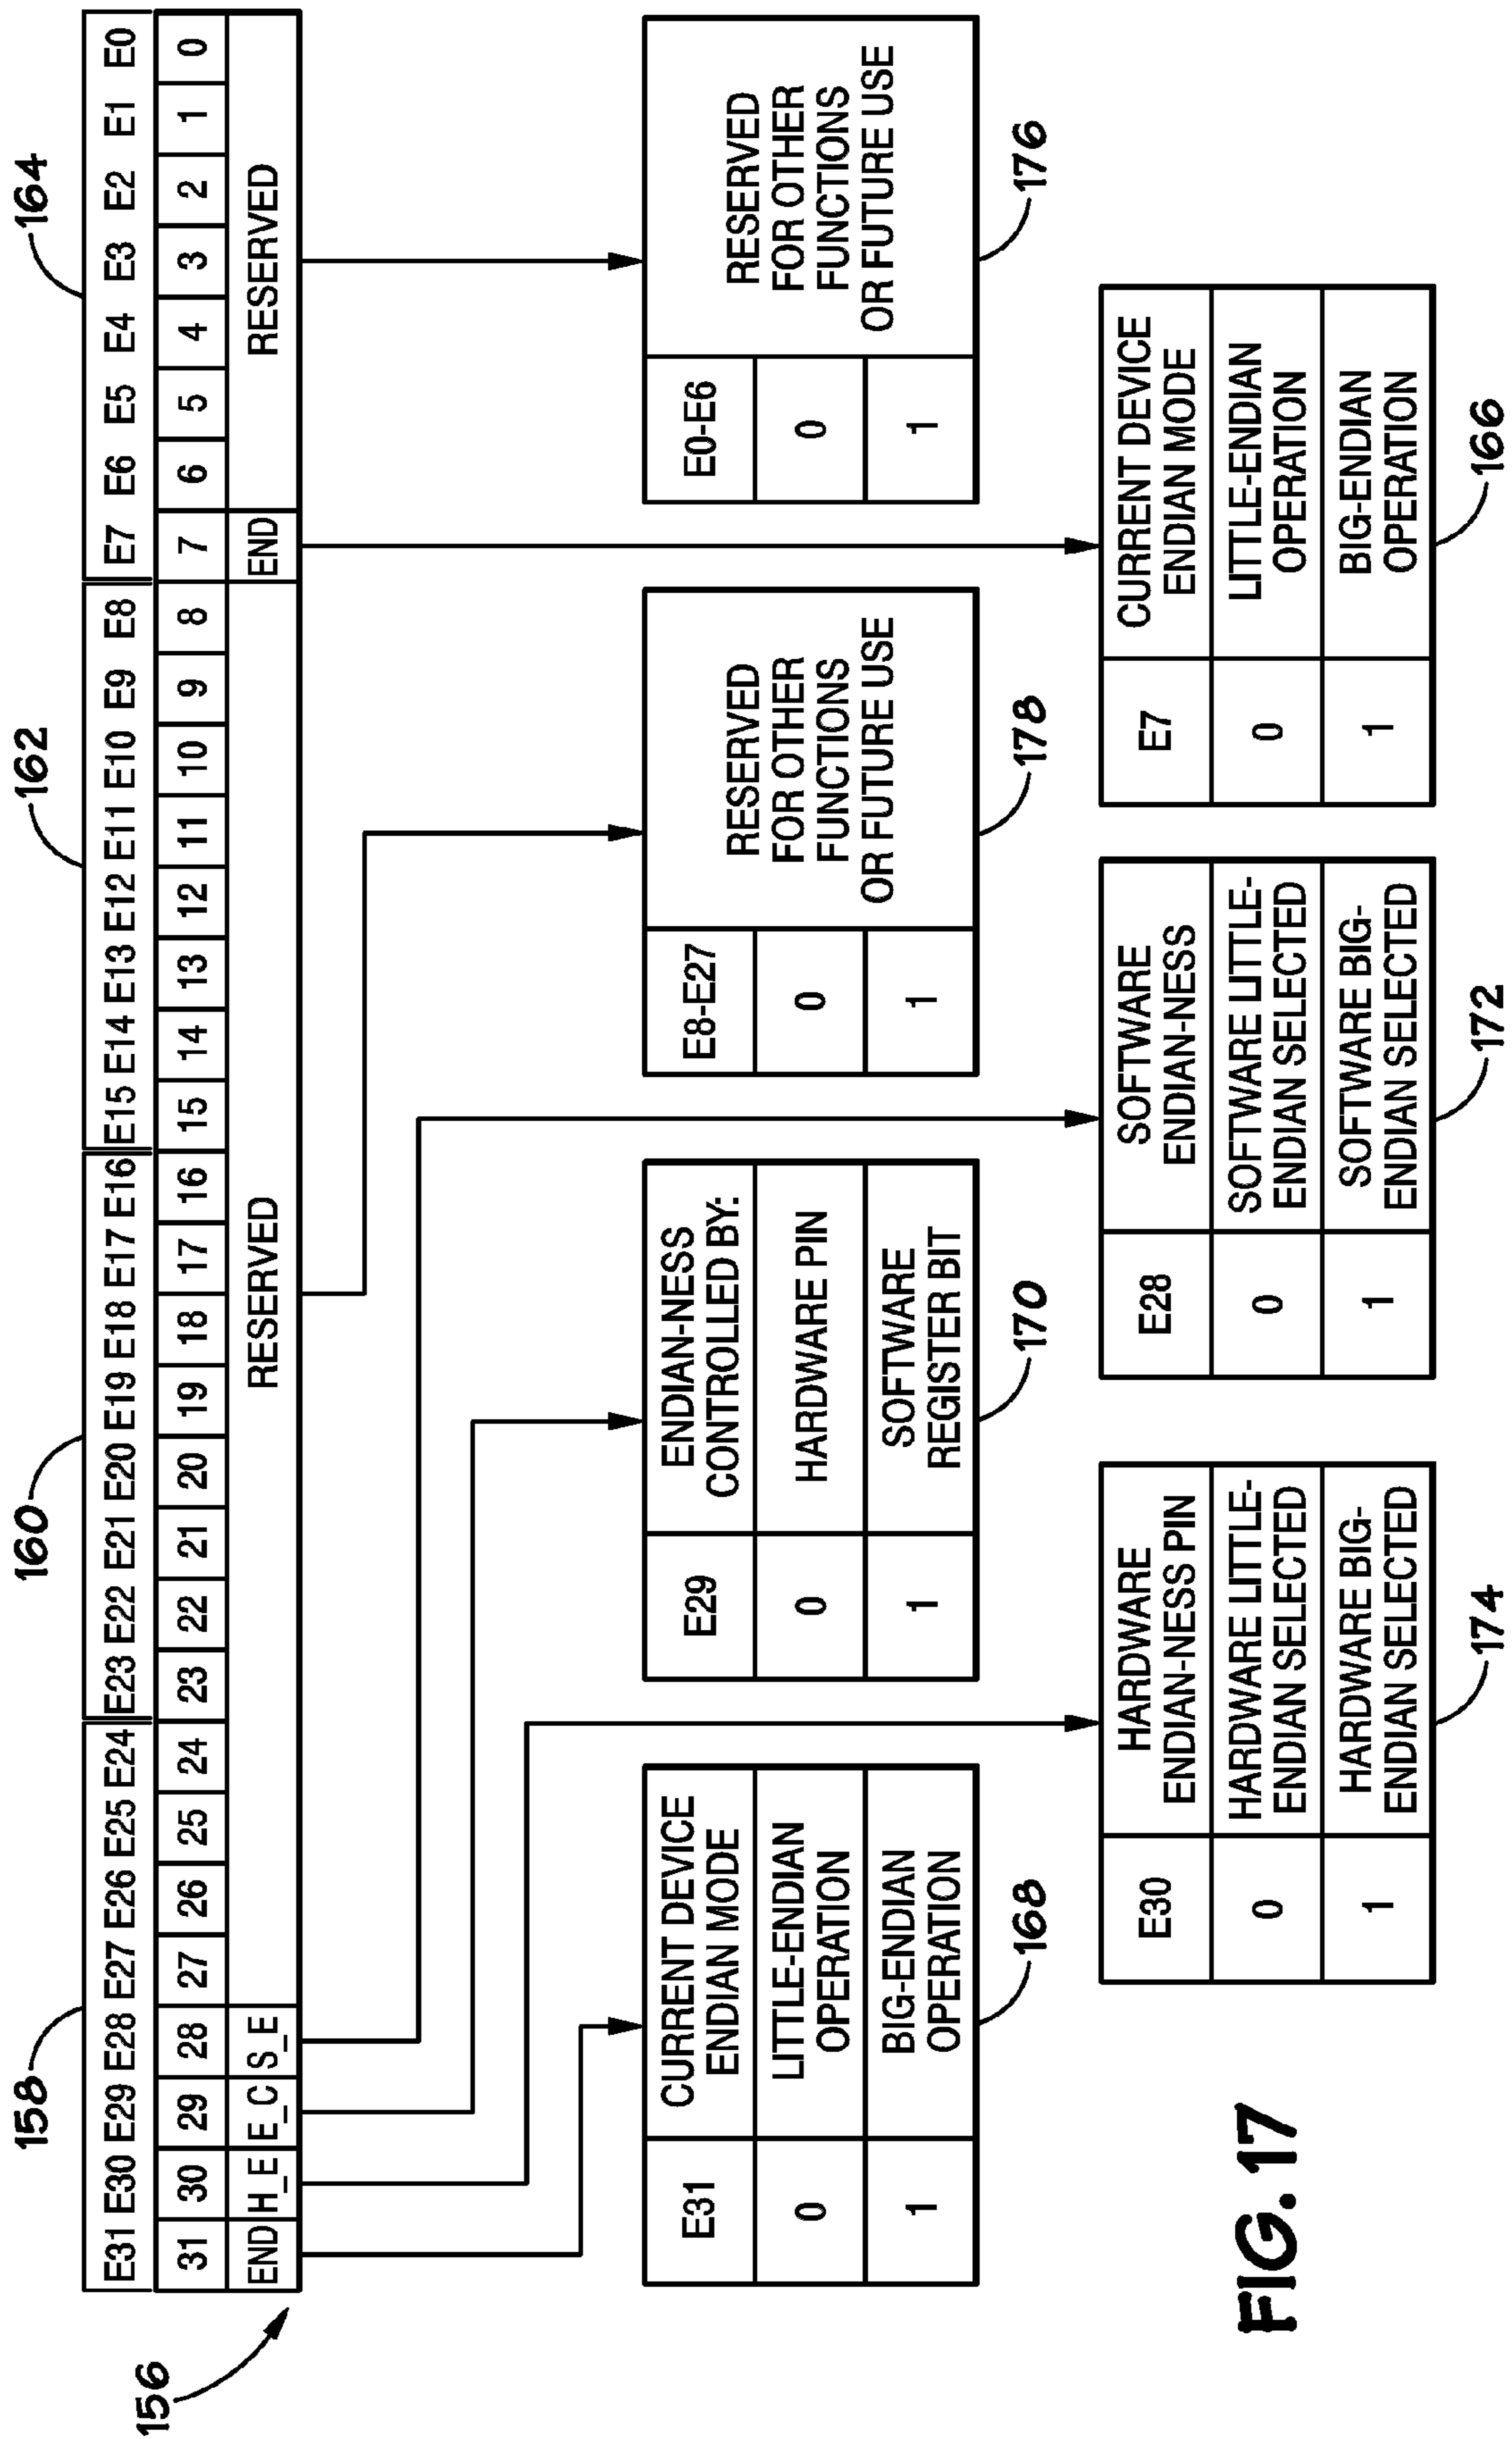 158
160
162
164
E31 E30 E29 E28 E27 E26 E25 E24 E23 E22 E21 E20 E19 E18 E17 E16 E15 E14 E13 E12 E11 E10 E9 E8 E7 E6 E5 E4 E3 E2 E1 E0
31 30 29 28 27 26 25 24 23 22 21 20 19 18 17 16 15 14 13 12 11 10 9 8 7 6 5 4 3 2 1 0
END H_E E_C S_E RESERVED END RESERVED
156
E31
CURRENT DEVICE
ENDIAN MODE
0
LITTLE-ENDIAN
OPERATION
1
BIG-ENDIAN
OPERATION
168
E29
ENDIAN-NESS
CONTROLLED BY:
0
HARDWARE PIN
1
SOFTWARE
REGISTER BIT
170
E8-E27
0
1
RESERVED
FOR OTHER
FUNCTIONS
OR FUTURE USE
178
E0-E6
0
1
RESERVED
FOR OTHER
FUNCTIONS
OR FUTURE USE
176
E30
HARDWARE
ENDIAN-NESS PIN
0
HARDWARE LITTLE-
ENDIAN SELECTED
1
HARDWARE BIG-
ENDIAN SELECTED
174
E28
SOFTWARE
ENDIAN-NESS
0
SOFTWARE LITTLE-
ENDIAN SELECTED
1
SOFTWARE BIG-
ENDIAN SELECTED
172
E7
CURRENT DEVICE
ENDIAN MODE
0
LITTLE-ENDIAN
OPERATION
1
BIG-ENDIAN
OPERATION
166
FIG. 17